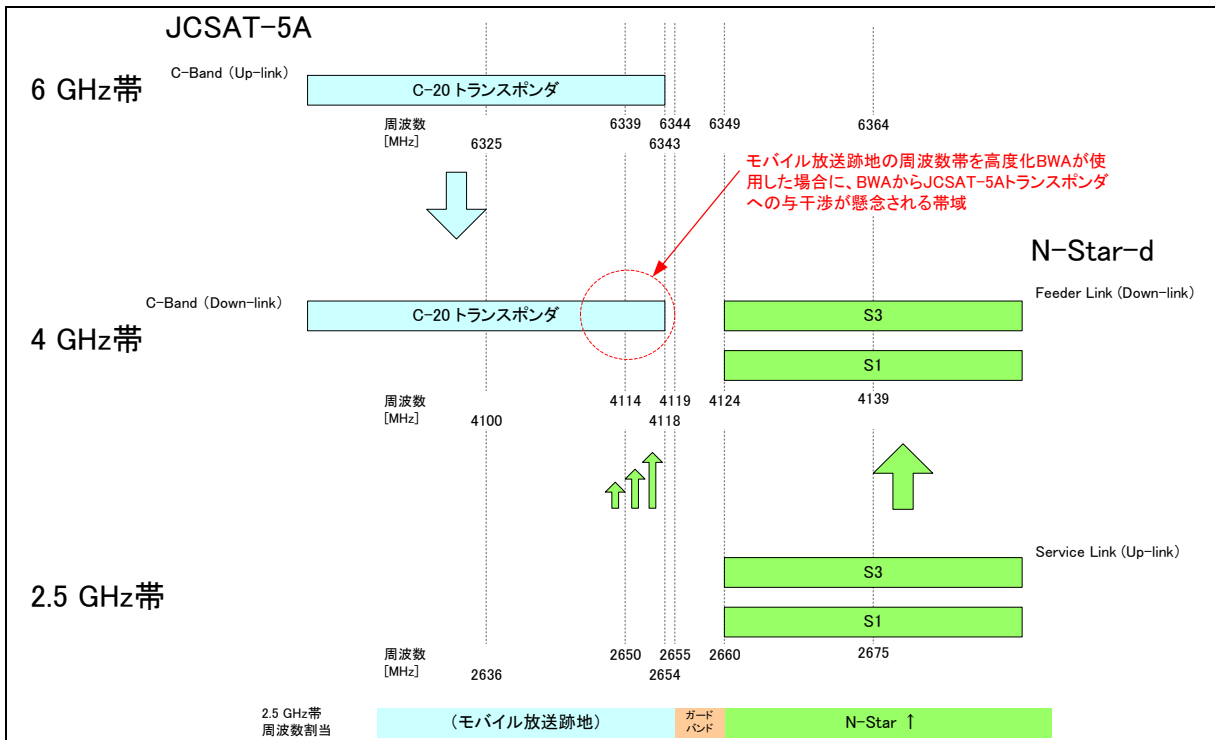 JCSAT-5A
6 GHz帯
C-Band (Up-link)
C-20 トランスポンダ
周波数
[MHz]
6339 6344 6349 6364
6325 6343
モバイル放送跡地の周波数帯を高度化BWAが使
用した場合に、BWAからJCSAT-5Aトランスポンダ
への与干渉が懸念される帯域
N-Star-d
4 GHz帯
C-Band (Down-link)
C-20 トランスポンダ
Feeder Link (Down-link)
S3
S1
周波数
[MHz]
4114 4119 4124 4139
4100 4118
2.5 GHz帯
Service Link (Up-link)
S3
S1
周波数
[MHz]
2650 2655 2660 2675
2636 2654
2.5 GHz帯
周波数割当
(モバイル放送跡地)
ガード
バンド
N-Star ↑